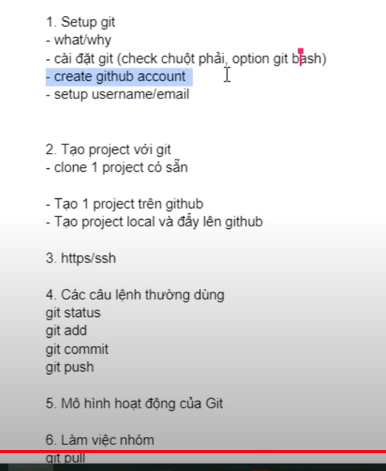 1. Setup git
- what/why
- cài đặt git (check chuột phải, option git bash)
- create github account
- setup username/email
2. Tạo project với git
- clone 1 project có sẵn
- Tạo 1 project trên github
- Tạo project local và đẩy lên github
3. https/ssh
4. Các câu lệnh thường dùng
git status
git add
git commit
git push
5. Mô hình hoạt động của Git
6. Làm việc nhóm
git pull